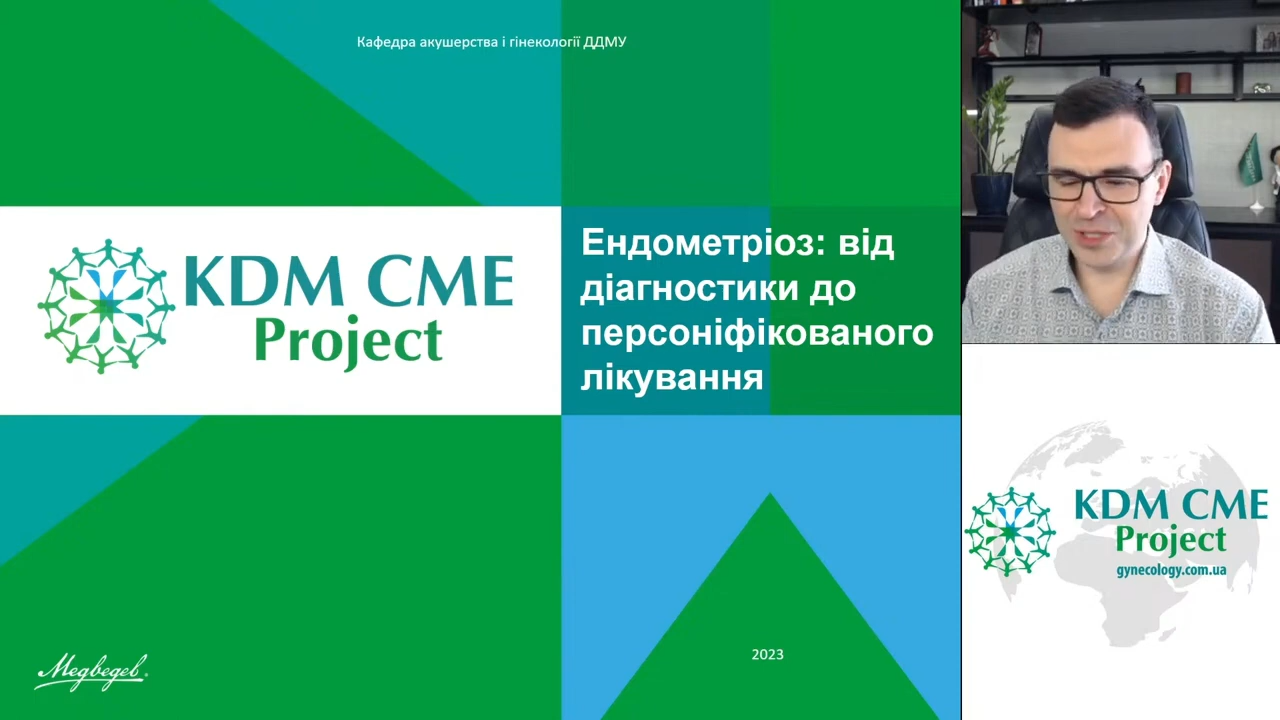 Кафедра акушерства і гінекології ДДМУ
KDM CME
Project
Ендометріоз: від
діагностики до
персоніфікованого
лікування
2023
Медведев
KDM CME
Project
gynecology.com.ua